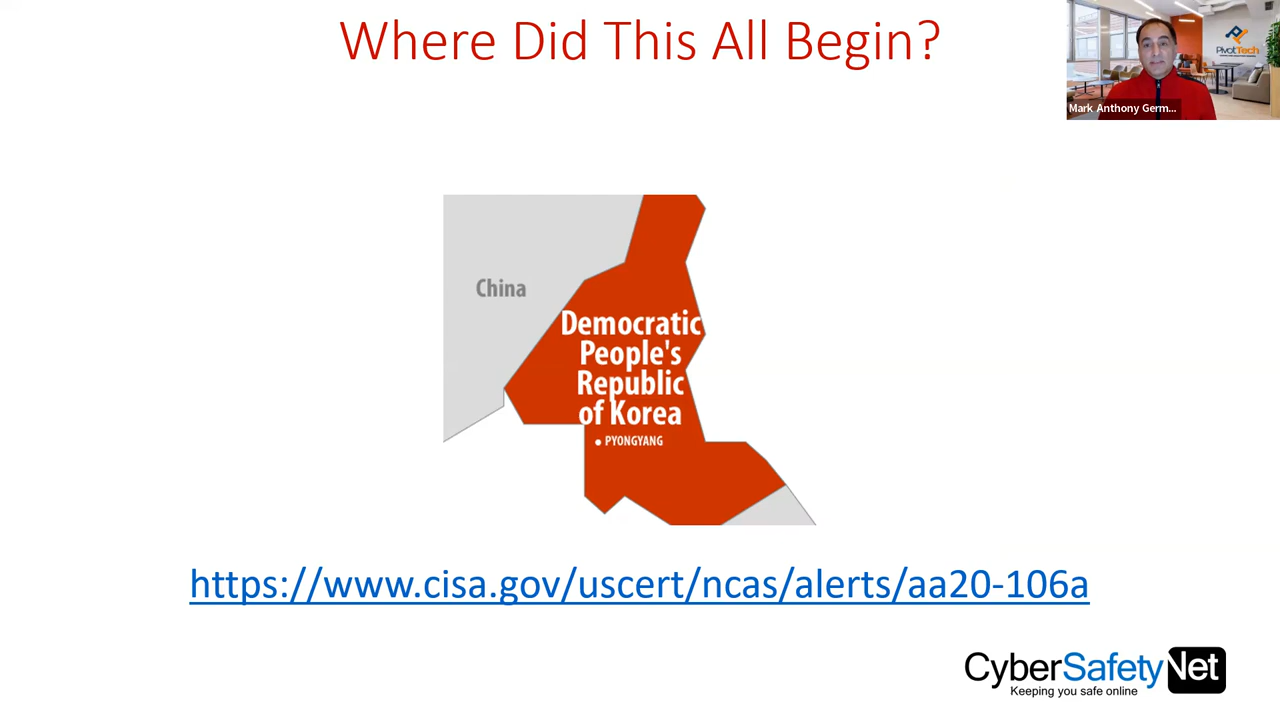 Where Did This All Begin?
PivotTech
Mark Anthony Germ...
China
Democratic
People's
Republic
of Korea
PYONGYANG
https://www.cisa.gov/uscert/ncas/alerts/aa20-106a
CyberSafetyNet
Keeping you safe online